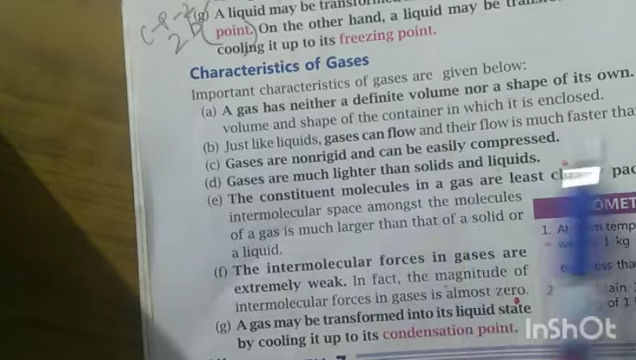 (g) A liquid may be
point. On the other hand, a liquid may be
cooling it up to its freezing point.
Characteristics of Gases
Important characteristics of gases are given below:
(a) A gas has neither a definite volume nor a shape of its own.
volume and shape of the container in which it is enclosed.
(b) Just like liquids, gases can flow and their flow is much faster
(c) Gases are nonrigid and can be easily compressed.
(d) Gases are much lighter than solids and liquids.
(e) The constituent molecules in a gas are least
intermolecular space amongst the molecules
of a gas is much larger than that of a solid or
a liquid.
(f) The intermolecular forces in gases are
extremely weak. In fact, the magnitude of
intermolecular forces in gases is almost zero.
(g) A gas may be transformed into its liquid state
by cooling it up to its condensation point.
1.
1 kg
2
of 1
InShOt